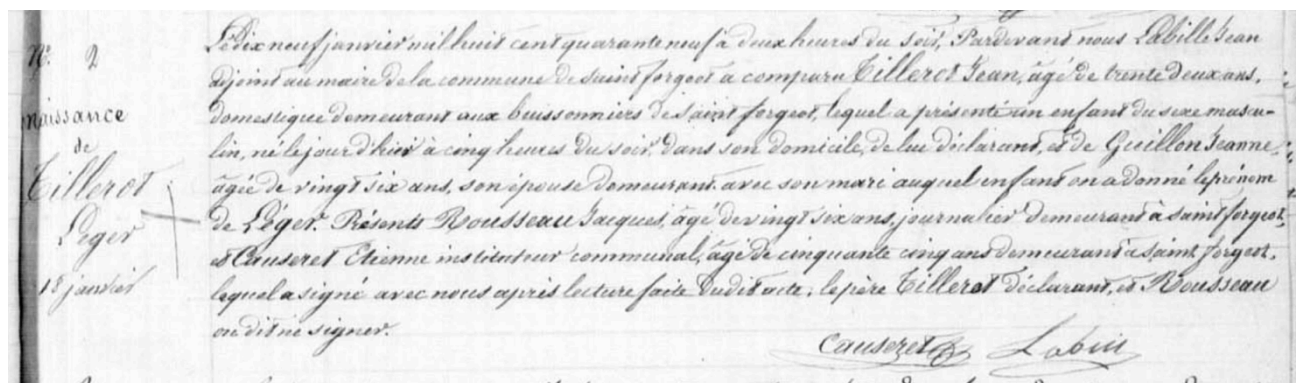 N.° 2
naissance
de
Tillerot
Léger
18 janvier
Le dix neuf janvier mil huit cent quarante neuf à deux heures du soir, Pardevant nous Labille Jean
adjoint au maire de la commune de saint forgeot a comparu Tillerot Jean, âgé de trente deux ans,
domestique demeurant aux buissonniers de saint forgeot, lequel a présenté un enfant du sexe mascu-
lin, né le jour d'hier à cinq heures du soir, dans son domicile, de lui déclarant, et de Guillon Jeanne,
agée de vingt six ans, son épouse demeurant avec son mari auquel enfant on a donné le prénom
de Léger. Présents Rousseau Jacques, âgé de vingt six ans, journalier demeurant à saint forgeot,
et Causeret Etienne instituteur communal, âgé de cinquante cinq ans demeurant a saint forgeot,
lequel a signé avec nous après lecture faite dudit acte, le père Tillerot déclarant, et Rousseau
on dit ne signer.
Causeret Labille